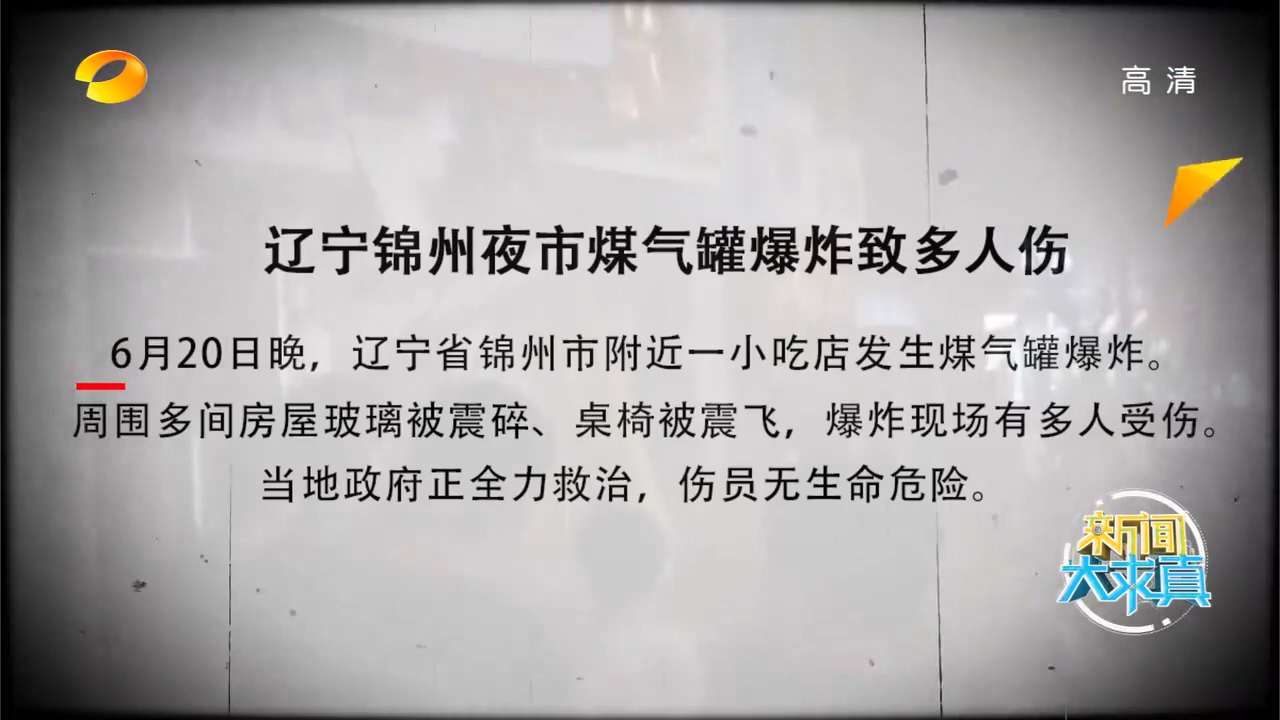 高清
辽宁锦州夜市煤气罐爆炸致多人伤
6月20日晚，辽宁省锦州市附近一小吃店发生煤气罐爆炸。
周围多间房屋玻璃被震碎、桌椅被震飞，爆炸现场有多人受伤。
当地政府正全力救治，伤员无生命危险。
新闻
大求真